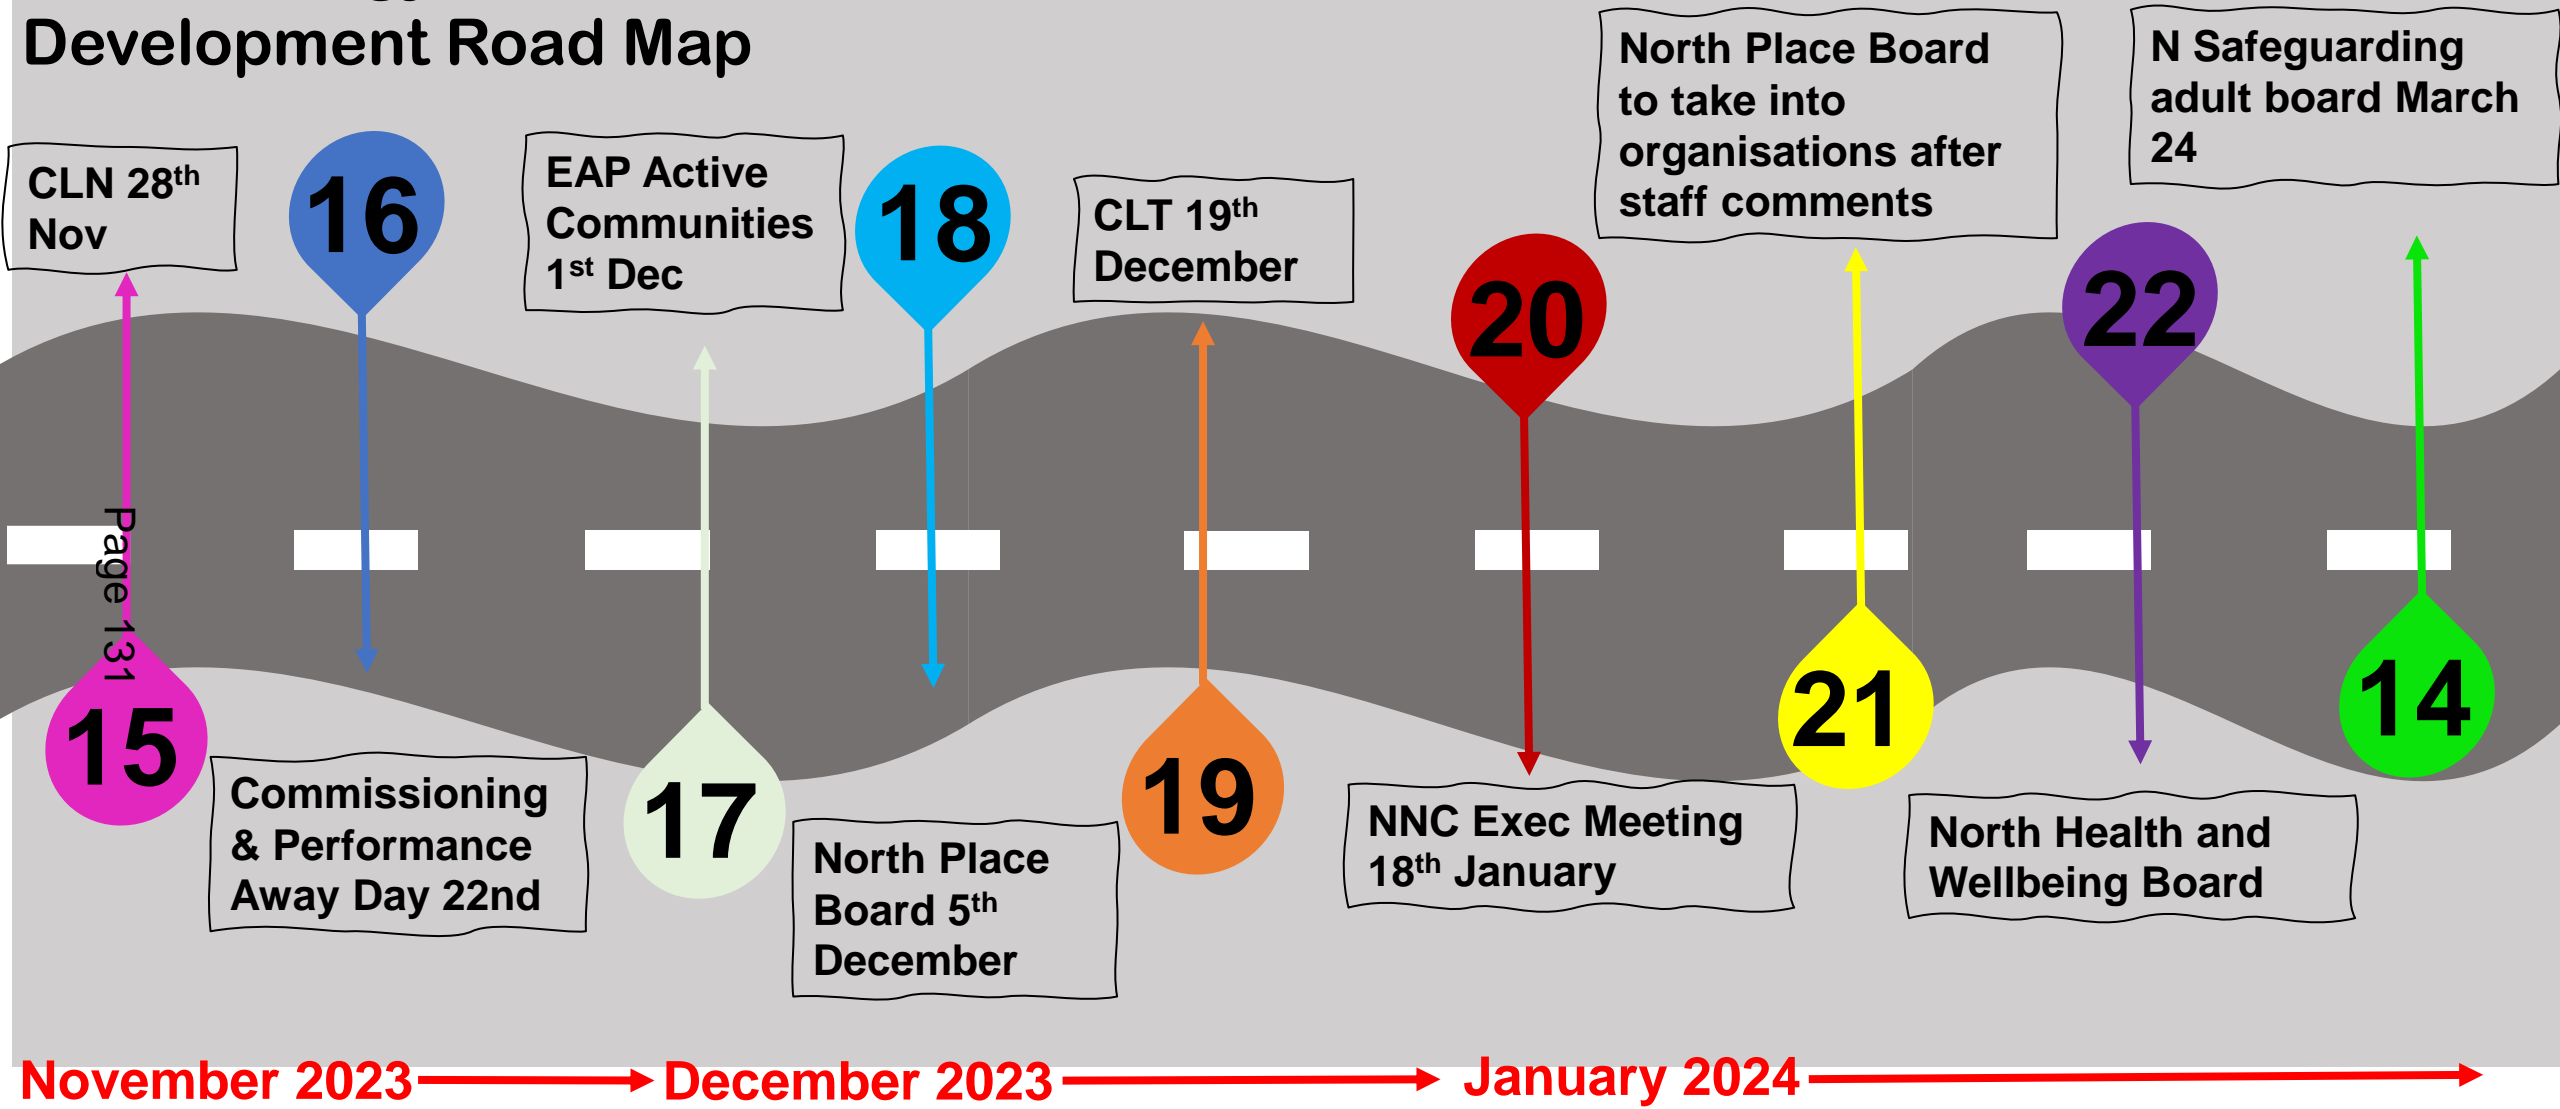 Development Road Map
CLN 28th
Nov
16
EAP Active
Communities
1st Dec
18
CLT 19th
December
20
North Place Board
to take into
organisations after
staff comments
22
N Safeguarding
adult board March
24
Page 131
15
Commissioning
& Performance
Away Day 22nd
17
North Place
Board 5th
December
19
NNC Exec Meeting
18th January
21
North Health and
Wellbeing Board
14
November 2023
December 2023
January 2024